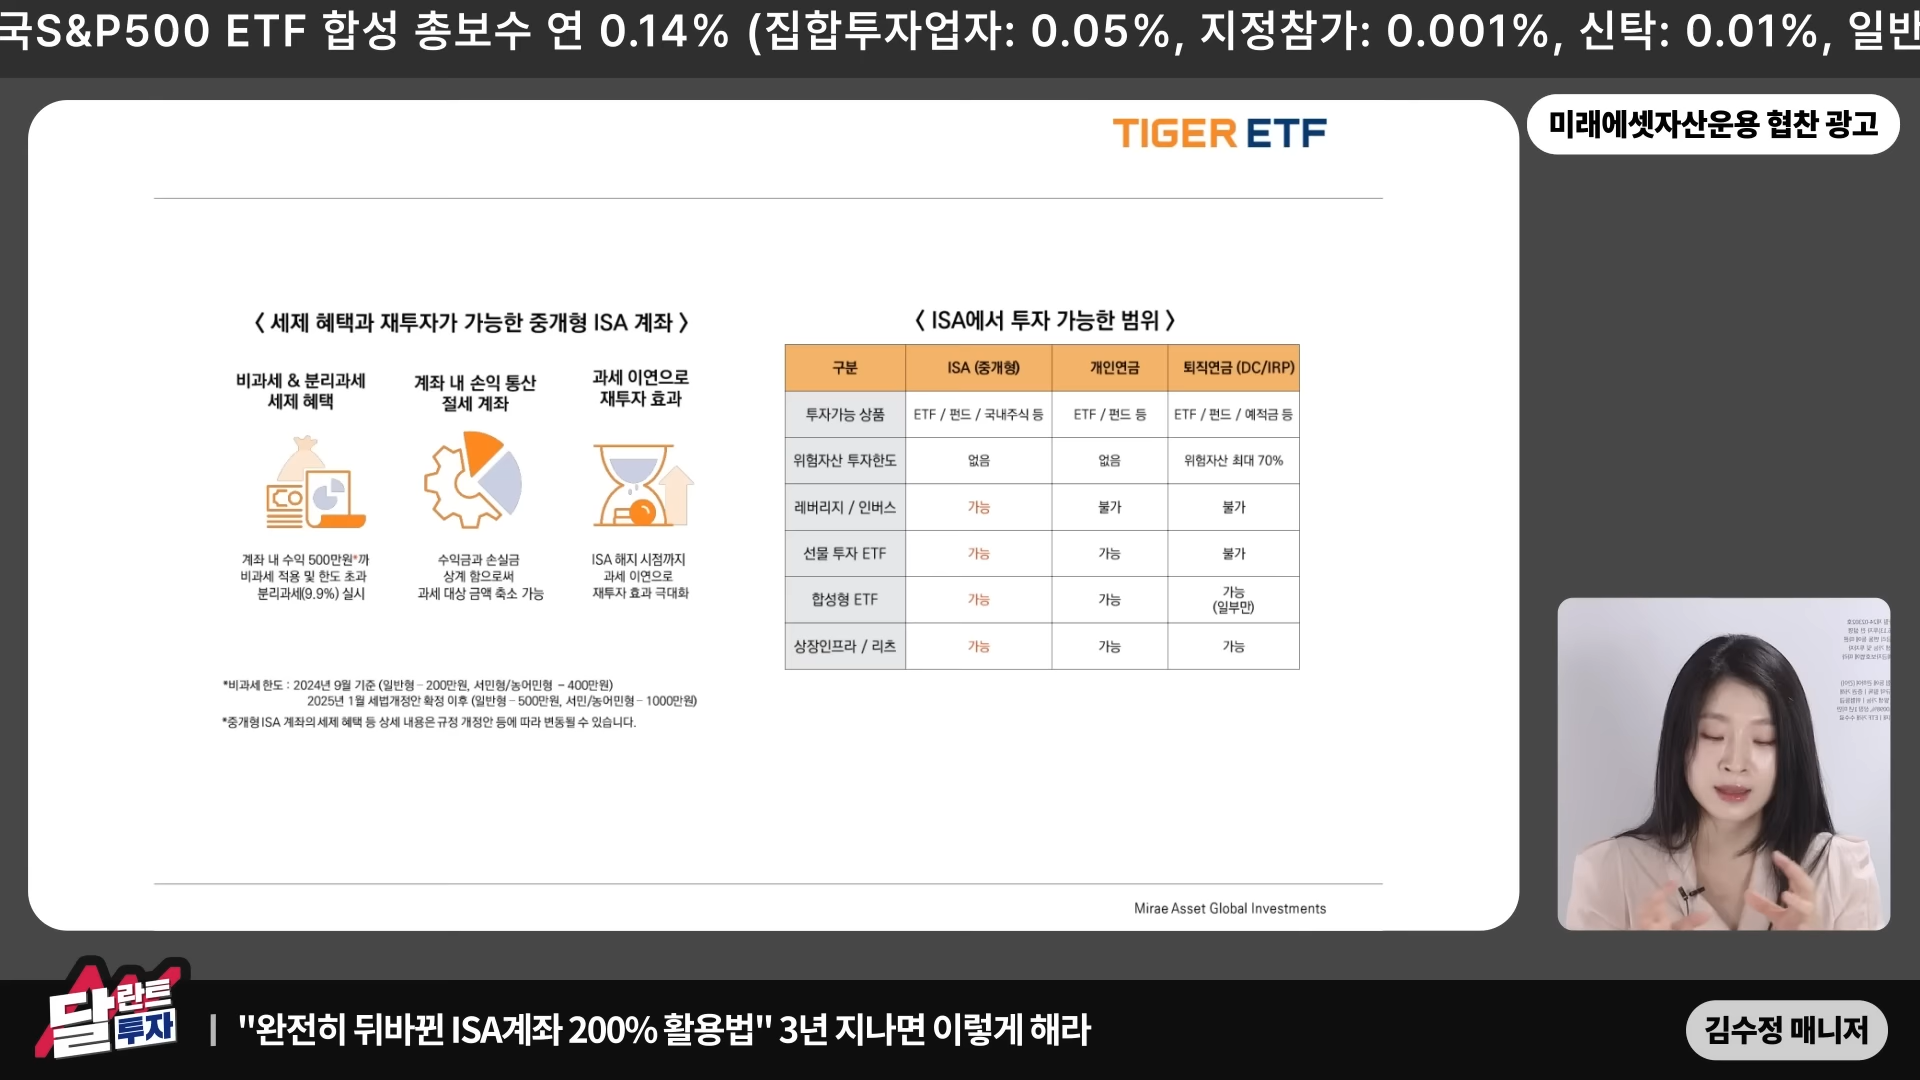 국S&P500 ETF 합성 총보수 연 0.14% (집합투자업자: 0.05%, 지정참가: 0.001%, 신탁: 0.01%, 일반
미래에셋자산운용 협찬 광고
TIGER ETF
〈 세제 혜택과 재투자가 가능한 중개형 ISA 계좌 〉
비과세 & 분리과세
세제 혜택
계좌 내 손익 통산
절세 계좌
과세 이연으로
재투자 효과
계좌 내 수익 500만원*까
비과세 적용 및 한도 초과
분리과세(9.9%) 실시
수익금과 손실금
상계 함으로써
과세 대상 금액 축소 가능
ISA 해지 시점까지
과세 이연으로
재투자 효과 극대화
*비과세 한도 : 2024년 9월 기준 (일반형 – 200만원, 서민형/농어민형 – 400만원)
2025년 1월 세법개정안 확정 이후 (일반형 – 500만원, 서민/농어민형 – 1000만원)
*중개형 ISA 계좌의 세제 혜택 등 상세 내용은 규정 개정안 등에 따라 변동될 수 있습니다.
〈 ISA에서 투자 가능한 범위 〉
구분 ISA (중개형) 개인연금 퇴직연금 (DC/IRP)
투자가능 상품 ETF / 펀드 / 국내주식 등 ETF / 펀드 등 ETF / 펀드 / 예적금 등
위험자산 투자한도 없음 없음 위험자산 최대 70%
레버리지 / 인버스 가능 불가 불가
선물 투자 ETF 가능 가능 불가
합성형 ETF 가능 가능 가능
(일부만)
상장인프라 / 리츠 가능 가능 가능
Mirae Asset Global Investments
달란트
투자
| "완전히 뒤바뀐 ISA계좌 200% 활용법" 3년 지나면 이렇게 해라
김수정 매니저